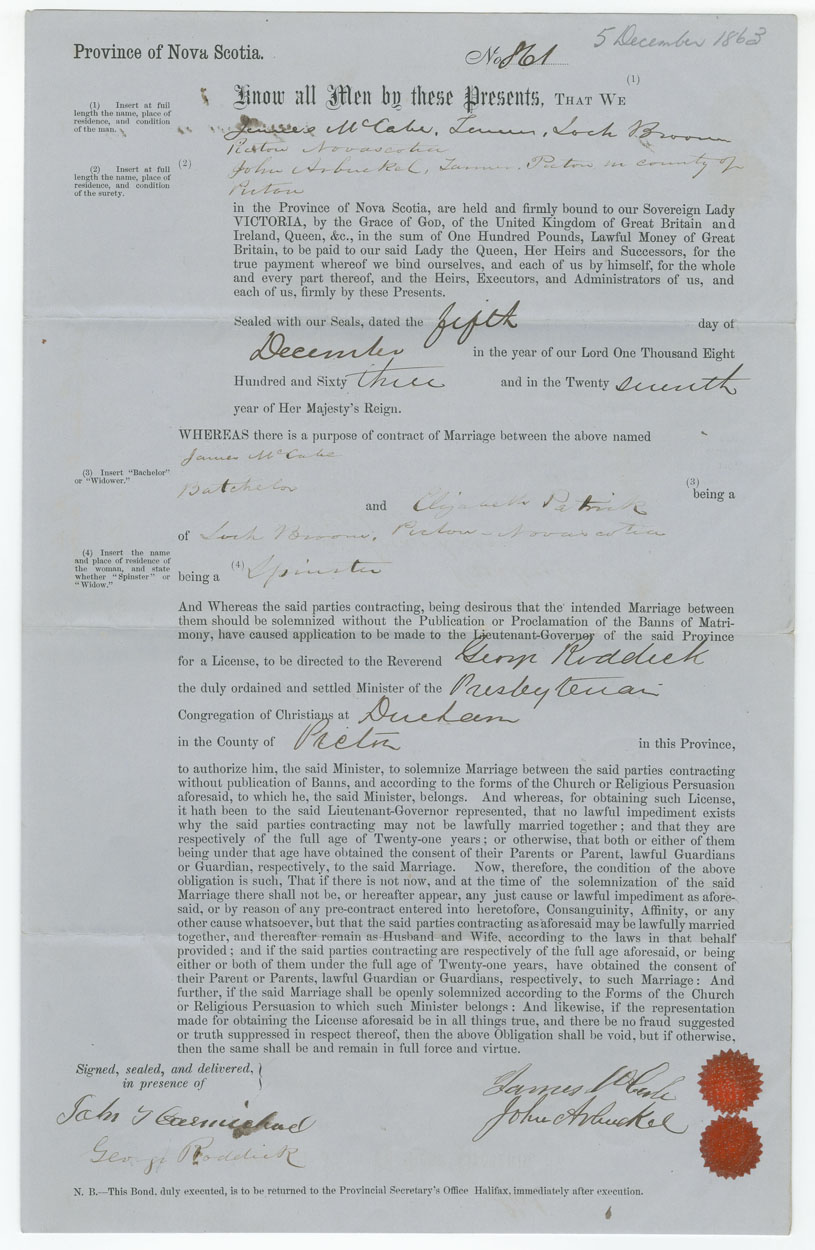 5 December 1863
Province of Nova Scotia.
No 861
(1)
Know all Men by these Presents, THAT WE
(1) Insert at full
length the name, place of
residence, and condition
of the man.
James McCabe, Farmer, Loch Broom
Picton Novascotia
(2) Insert at full
length the name, place of
residence, and condition
of the surety.
(2)
John Arbuckel, Farmer. Picton in county of
Picton
in the Province of Nova Scotia, are held and firmly bound to our Sovereign Lady
VICTORIA, by the Grace of GOD, of the United Kingdom of Great Britain and
Ireland, Queen, &c., in the sum of One Hundred Pounds, Lawful Money of Great
Britain, to be paid to our said Lady the Queen, Her Heirs and Successors, for the
true payment whereof we bind ourselves, and each of us by himself, for the whole
and every part thereof, and the Heirs, Executors, and Administrators of us, and
each of us, firmly by these Presents.
Sealed with our Seals, dated the fifth day of
December in the year of our Lord One Thousand Eight
Hundred and Sixty three and in the Twenty seventh
year of Her Majesty's Reign.
WHEREAS there is a purpose of contract of Marriage between the above named
James McCabe
(3) Insert "Bachelor"
or "Widower."
(3) being a
Batchelor
and Elizabeth Patrick
of Loch Broom, Picton - Novascotia
(4) Insert the name
and place of residence of
the woman, and state
whether "Spinster" or
"Widow."
being a (4) Spinster
And Whereas the said parties contracting, being desirous that the intended Marriage between
them should be solemnized without the Publication or Proclamation of the Banns of Matri-
mony, have caused application to be made to the Lieutenant-Governor of the said Province
for a License, to be directed to the Reverend George Roddick
the duly ordained and settled Minister of the Presbyterian
Congregation of Christians at Durham
in the County of Picton in this Province,
to authorize him, the said Minister, to solemnize Marriage between the said parties contracting
without publication of Banns, and according to the forms of the Church or Religious Persuasion
aforesaid, to which he, the said Minister, belongs. And whereas, for obtaining such License,
it hath been to the said Lieutenant-Governor represented, that no lawful impediment exists
why the said parties contracting may not be lawfully married together; and that they are
respectively of the full age of Twenty-one years; or otherwise, that both or either of them
being under that age have obtained the consent of their Parents or Parent, lawful Guardians
or Guardian, respectively, to the said Marriage. Now, therefore, the condition of the above
obligation is such, That if there is not now, and at the time of the solemnization of the said
Marriage there shall not be, or hereafter appear, any just cause or lawful impediment as afore-
said, or by reason of any pre-contract entered into heretofore, Consanguinity, Affinity, or any
other cause whatsoever, but that the said parties contracting as aforesaid may be lawfully married
together, and thereafter remain as Husband and Wife, according to the laws in that behalf
provided; and if the said parties contracting are respectively of the full age aforesaid, or being
either or both of them under the full age of Twenty-one years, have obtained the consent of
their Parent or Parents, lawful Guardian or Guardians, respectively, to such Marriage: And
further, if the said Marriage shall be openly solemnized according to the Forms of the Church
or Religious Persuasion to which such Minister belongs: And likewise, if the representation
made for obtaining the License aforesaid be in all things true, and there be no fraud suggested
or truth suppressed in respect thereof, then the above Obligation shall be void, but if otherwise,
then the same shall be and remain in full force and virtue.
Signed, sealed, and delivered,
in presence of
James McCabe
John Arbuckel
John T Carmichael
George Roddick
N. B.—This Bond, duly executed, is to be returned to the Provincial Secretary's Office Halifax, immediately after execution.